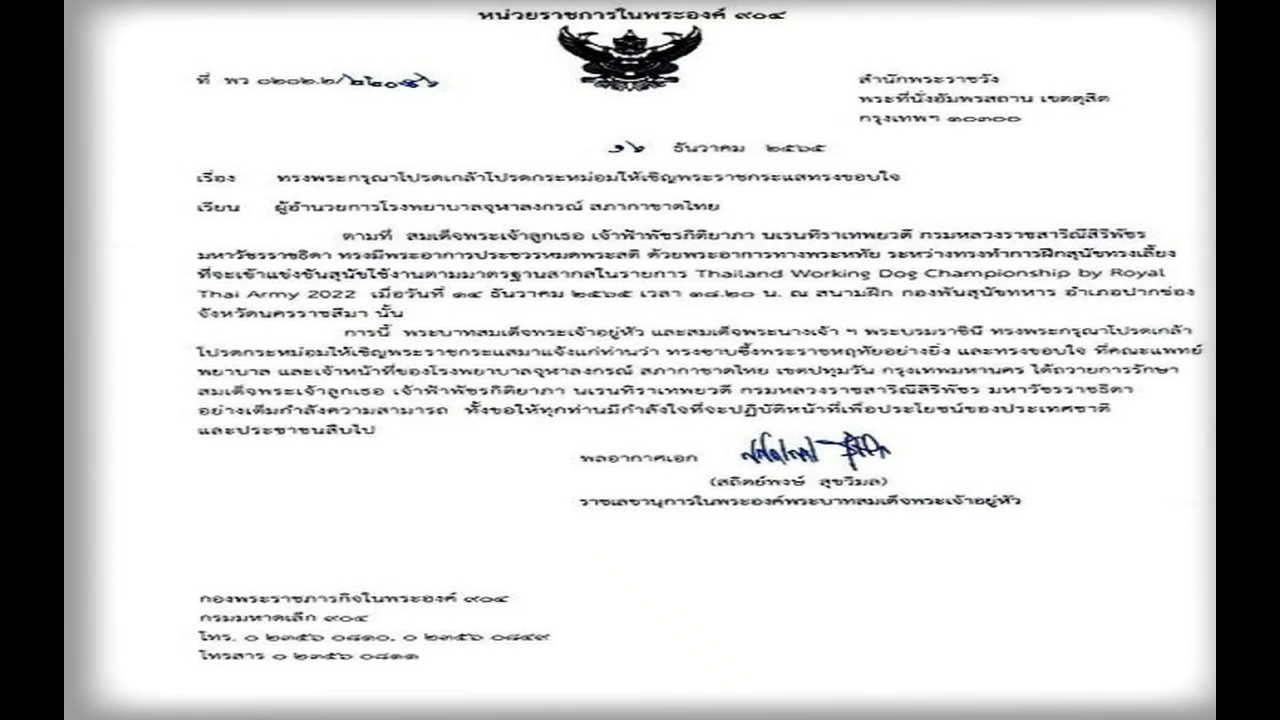 หน่วยราชการในพระองค์ ๙๐๔
ที่ พว ๐๒๐๒.๒/๒๒๐๕๖
สำนักพระราชวัง
พระที่นั่งอัมพรสถาน เขตดุสิต
กรุงเทพฯ ๑๐๓๐๐
๑๖ ธันวาคม ๒๕๖๕
เรื่อง ทรงพระกรุณาโปรดเกล้าโปรดกระหม่อมให้เชิญพระราชกระแสทรงขอบใจ
เรียน ผู้อำนวยการโรงพยาบาลจุฬาลงกรณ์ สภากาชาดไทย
ตามที่ สมเด็จพระเจ้าลูกเธอ เจ้าฟ้าพัชรกิติยาภา นเรนทิราเทพยวดี กรมหลวงราชสาริณีสิริพัชร
มหาวัชรราชธิดา ทรงมีพระอาการประชวรหมดพระสติ ด้วยพระอาการทางพระหทัย ระหว่างทรงทำการฝึกสุนัขทรงเลี้ยง
ที่จะเข้าแข่งขันสุนัขใช้งานตามมาตรฐานสากลในรายการ Thailand Working Dog Championship by Royal
Thai Army 2022 เมื่อวันที่ ๑๔ ธันวาคม ๒๕๖๕ เวลา ๑๘.๒๐ น. ณ สนามฝึก กองพันสุนัขทหาร อำเภอปากช่อง
จังหวัดนครราชสีมา นั้น
การนี้ พระบาทสมเด็จพระเจ้าอยู่หัว และสมเด็จพระนางเจ้า ฯ พระบรมราชินี ทรงพระกรุณาโปรดเกล้า
โปรดกระหม่อมให้เชิญพระราชกระแสมาแจ้งแก่ท่านว่า ทรงซาบซึ้งพระราชหฤทัยอย่างยิ่ง และทรงขอบใจ ที่คณะแพทย์
พยาบาล และเจ้าหน้าที่ของโรงพยาบาลจุฬาลงกรณ์ สภากาชาดไทย เขตปทุมวัน กรุงเทพมหานคร ได้ถวายการรักษา
สมเด็จพระเจ้าลูกเธอ เจ้าฟ้าพัชรกิติยาภา นเรนทิราเทพยวดี กรมหลวงราชสาริณีสิริพัชร มหาวัชรราชธิดา
อย่างเต็มกำลังความสามารถ ทั้งขอให้ทุกท่านมีกำลังใจที่จะปฏิบัติหน้าที่เพื่อประโยชน์ของประเทศชาติ
และประชาชนสืบไป
พลอากาศเอก
(สถิตย์พงษ์ สุขวิมล)
ราชเลขานุการในพระองค์พระบาทสมเด็จพระเจ้าอยู่หัว
กองพระราชภารกิจในพระองค์ ๙๐๔
กรมมหาดเล็ก ๙๐๔
โทร. ๐ ๒๓๕๖ ๐๘๑๐, ๐ ๒๓๕๖ ๐๘๔๙
โทรสาร ๐ ๒๓๕๖ ๐๘๑๑